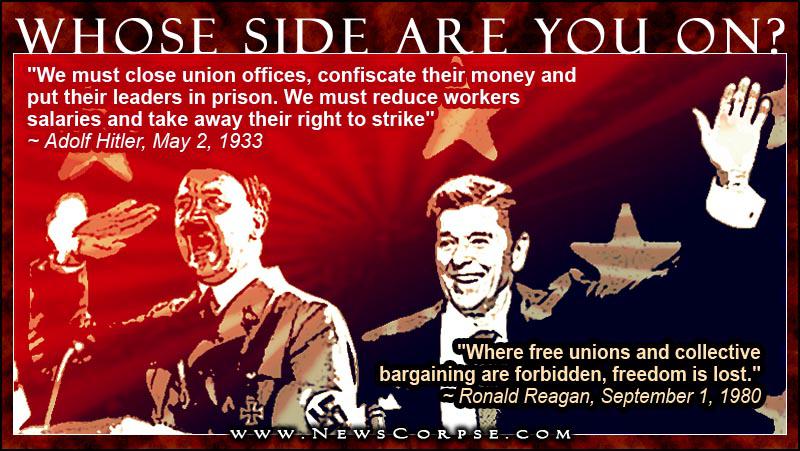 WHOSE SIDE ARE YOU ON?
"We must close union offices, confiscate their money and
put their leaders in prison. We must reduce workers
salaries and take away their right to strike"
~ Adolf Hitler, May 2, 1933
"Where free unions and collective
bargaining are forbidden, freedom is lost."
~ Ronald Reagan, September 1, 1980
www.NewsCorpse.com